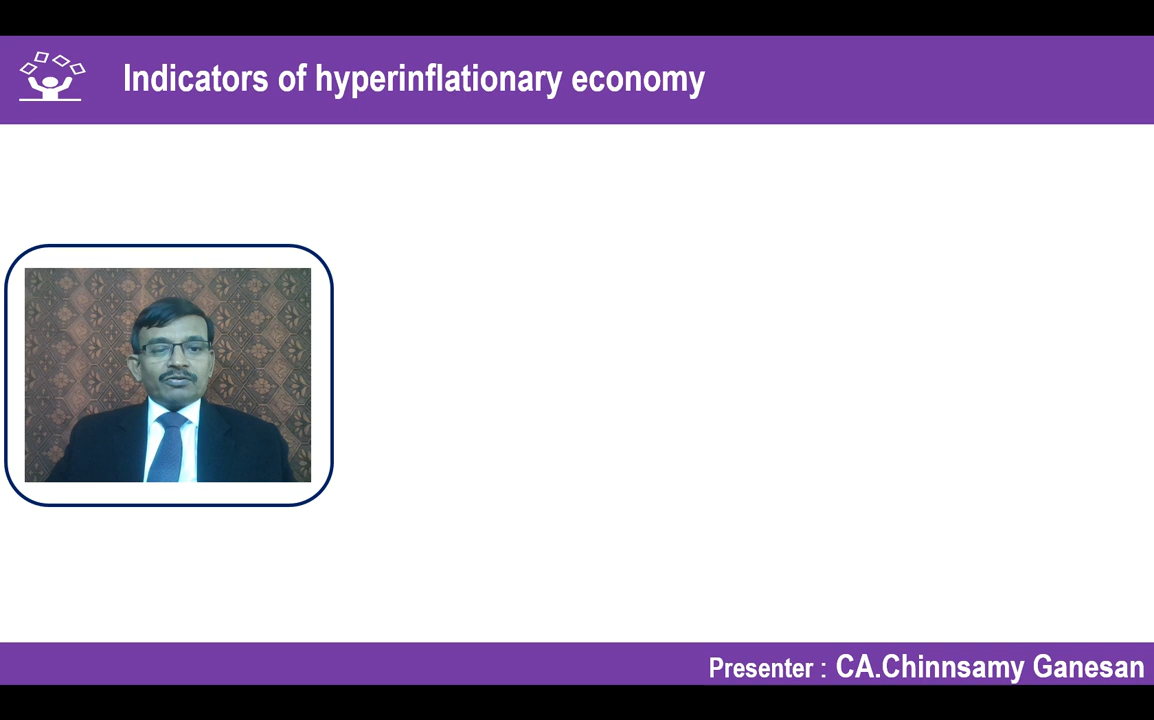 Indicators of hyperinflationary economy
Presenter : CA.Chinnsamy Ganesan